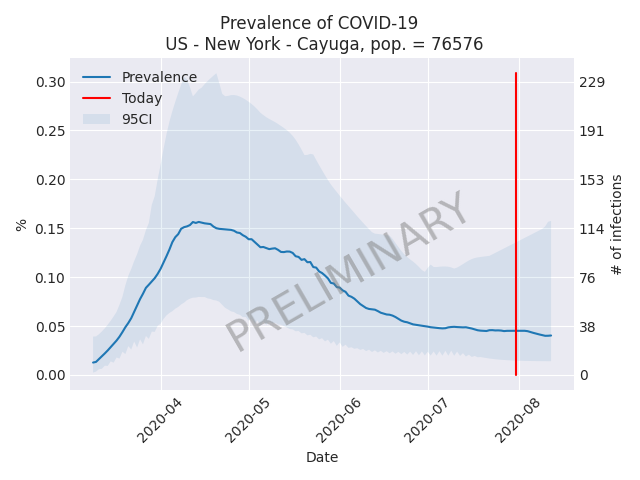 Prevalence of COVID-19
US - New York - Cayuga, pop. = 76576
Prevalence
Today
95CI
PRELIMINARY
%
0.30
0.25
0.20
0.15
0.10
0.05
0.00
229
191
153
114
76
38
0
# of infections
2020-04
2020-05
2020-06
2020-07
2020-08
Date